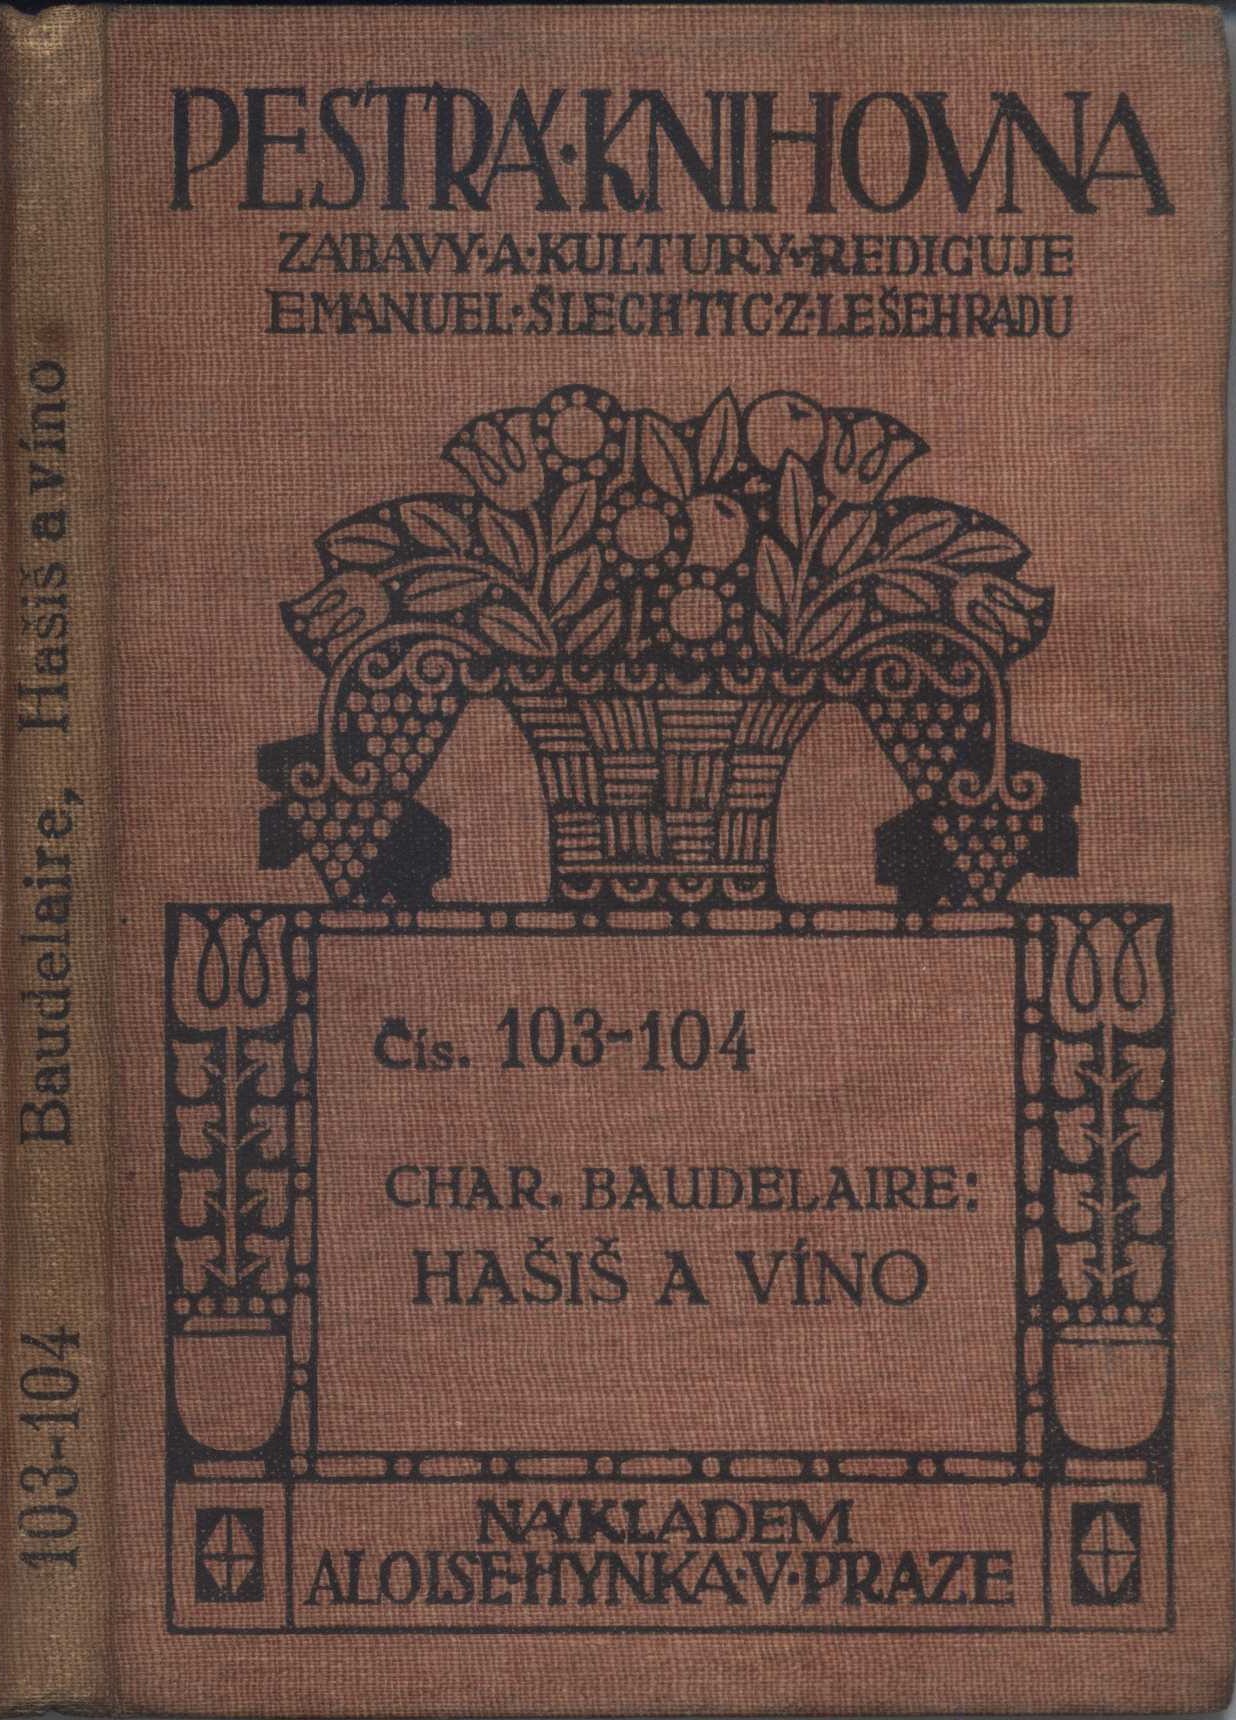 PESTRÁ·KNIHOVNA
ZÁBAVY·A·KULTURY·REDIGUJE
EMANUEL·ŠLECHTIC·Z·LEŠEHRADU
Čís. 103-104
CHAR. BAUDELAIRE:
HAŠIŠ A VÍNO
NÁKLADEM
ALOISE·HYNKA·V·PRAZE
103-104 Baudelaire, Hašiš a víno